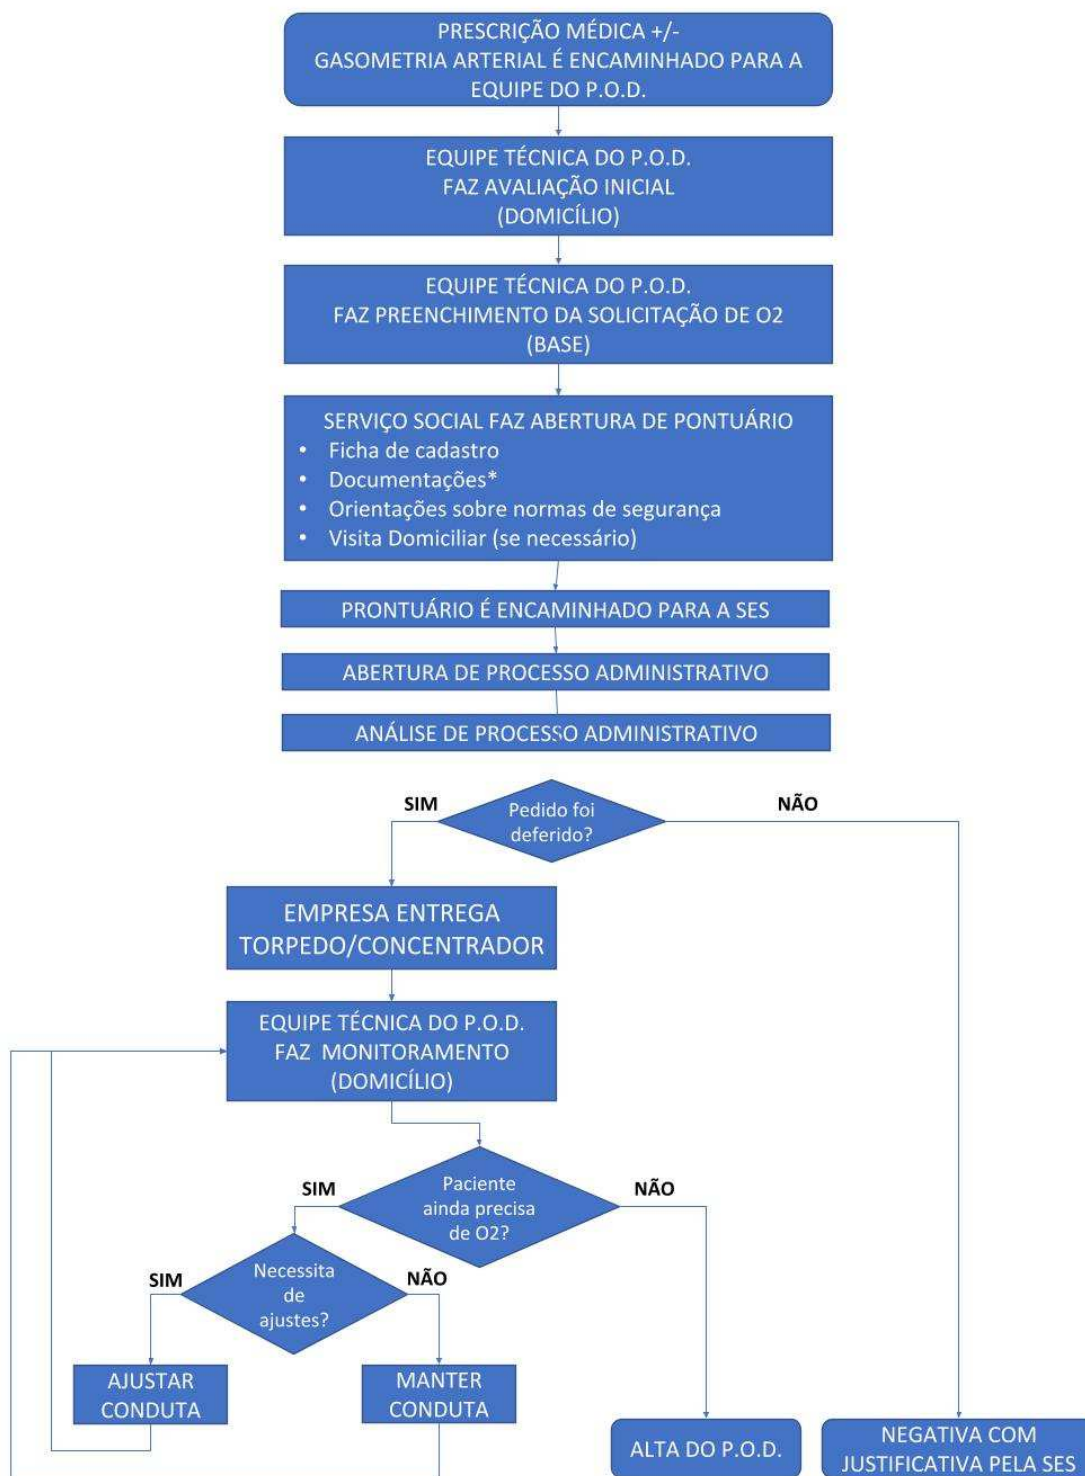 PRESCRIÇÃO MÉDICA +/-
GASOMETRIA ARTERIAL É ENCAMINHADO PARA A
EQUIPE DO P.O.D.
EQUIPE TÉCNICA DO P.O.D.
FAZ AVALIAÇÃO INICIAL
(DOMICÍLIO)
EQUIPE TÉCNICA DO P.O.D.
FAZ PREENCHIMENTO DA SOLICITAÇÃO DE O2
(BASE)
SERVIÇO SOCIAL FAZ ABERTURA DE PONTUÁRIO
• Ficha de cadastro
• Documentações*
• Orientações sobre normas de segurança
• Visita Domiciliar (se necessário)
PRONTUÁRIO É ENCAMINHADO PARA A SES
ABERTURA DE PROCESSO ADMINISTRATIVO
ANÁLISE DE PROCESSO ADMINISTRATIVO
SIM
NÃO
Pedido foi
deferido?
EMPRESA ENTREGA
TORPEDO/CONCENTRADOR
EQUIPE TÉCNICA DO P.O.D.
FAZ MONITORAMENTO
(DOMICÍLIO)
SIM
NÃO
Paciente
ainda precisa
de O2?
SIM
NÃO
Necessita
de
ajustes?
AJUSTAR
CONDUTA
MANTER
CONDUTA
ALTA DO P.O.D.
NEGATIVA COM
JUSTIFICATIVA PELA SES